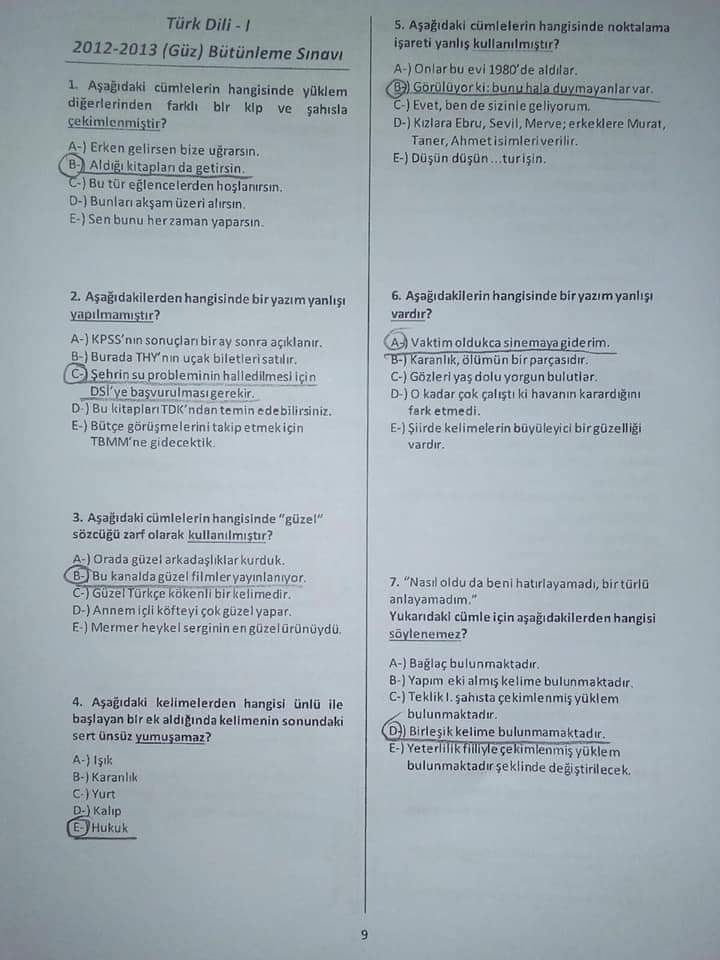 Türk Dili - I
2012-2013 (Güz) Bütünleme Sınavı
1. Aşağıdaki cümlelerin hangisinde yüklem
diğerlerinden farklı bir kip ve şahısla
çekimlenmiştir?
A-) Erken gelirsen bize uğrarsın.
B-) Aldığı kitapları da getirsin.
C-) Bu tür eğlencelerden hoşlanırsın.
D-) Bunları akşam üzeri alırsın.
E-) Sen bunu her zaman yaparsın.
2. Aşağıdakilerden hangisinde bir yazım yanlışı
yapılmamıştır?
A-) KPSS'nın sonuçları bir ay sonra açıklanır.
B-) Burada THY'nın uçak biletleri satılır.
C-) Şehrin su probleminin halledilmesi için
DSİ'ye başvurulması gerekir.
D-) Bu kitapları TDK'ndan temin edebilirsiniz.
E-) Bütçe görüşmelerini takip etmek için
TBMM'ne gidecektik.
3. Aşağıdaki cümlelerin hangisinde "güzel"
sözcüğü zarf olarak kullanılmıştır?
A-) Orada güzel arkadaşlıklar kurduk.
B-) Bu kanalda güzel filmler yayınlanıyor.
C-) Güzel Türkçe kökenli bir kelimedir.
D-) Annem içli köfteyi çok güzel yapar.
E-) Mermer heykel serginin en güzel ürünüydü.
4. Aşağıdaki kelimelerden hangisi ünlü ile
başlayan bir ek aldığında kelimenin sonundaki
sert ünsüz yumuşamaz?
A-) Işık
B-) Karanlık
C-) Yurt
D-) Kalıp
E-) Hukuk
5. Aşağıdaki cümlelerin hangisinde noktalama
işareti yanlış kullanılmıştır?
A-) Onlar bu evi 1980'de aldılar.
B-) Görülüyor ki: bunu hala duymayanlar var.
C-) Evet, ben de sizinle geliyorum.
D-) Kızlara Ebru, Sevil, Merve; erkeklere Murat,
Taner, Ahmet isimleri verilir.
E-) Düşün düşün ...tur işin.
6. Aşağıdakilerin hangisinde bir yazım yanlışı
vardır?
A-) Vaktim oldukca sinemaya giderim.
B-) Karanlık, ölümün bir parçasıdır.
C-) Gözleri yaş dolu yorgun bulutlar.
D-) O kadar çok çalıştı ki havanın karardığını
fark etmedi.
E-) Şiirde kelimelerin büyüleyici bir güzelliği
vardır.
7. "Nasıl oldu da beni hatırlayamadı, bir türlü
anlayamadım."
Yukarıdaki cümle için aşağıdakilerden hangisi
söylenemez?
A-) Bağlaç bulunmaktadır.
B-) Yapım eki almış kelime bulunmaktadır.
C-) Teklik I. şahısta çekimlenmiş yüklem
bulunmaktadır.
D-) Birleşik kelime bulunmamaktadır.
E-) Yeterlilik fiiliyle çekimlenmiş yüklem
bulunmaktadır şeklinde değiştirilecek.
9